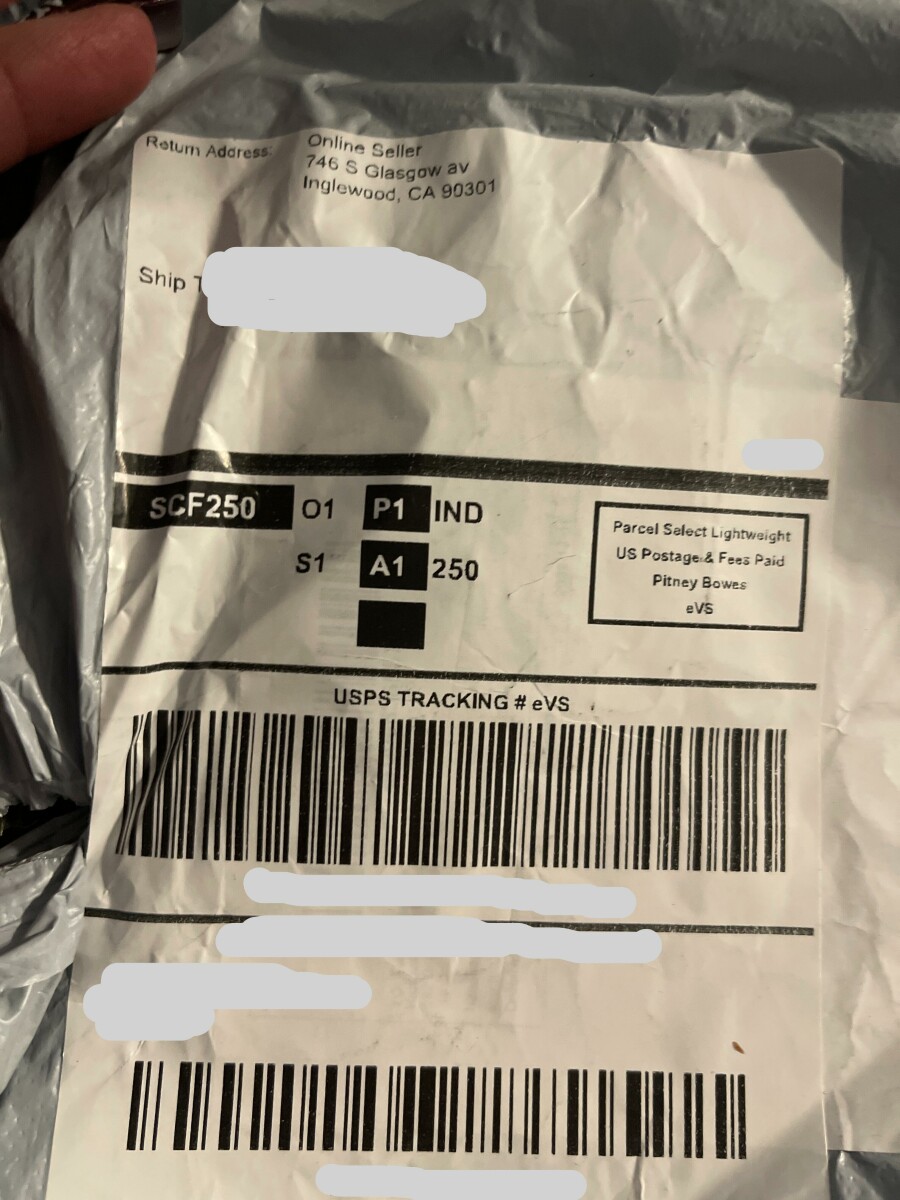 Return Address:
Online Seller
746 S Glasgow av
Inglewood, CA 90301
Ship
SCF250 O1 P1 IND
S1 A1 250
Parcel Select Lightweight
US Postage & Fees Paid
Pitney Bowes
eVS
USPS TRACKING # eVS